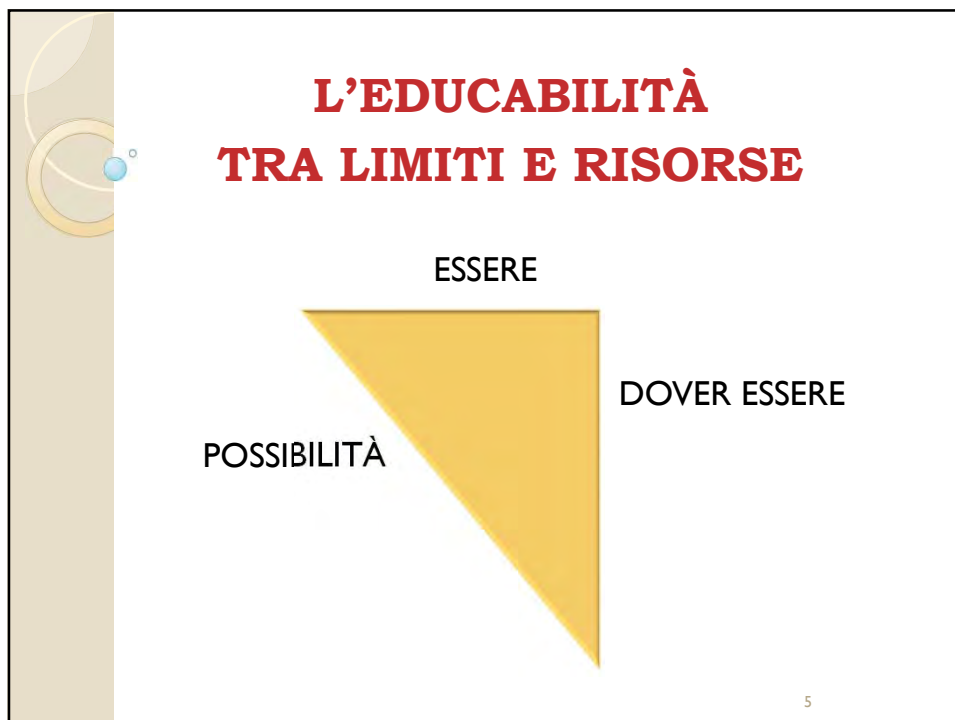 L’EDUCABILITÀ
TRA LIMITI E RISORSE
ESSERE
DOVER ESSERE
POSSIBILITÀ
5